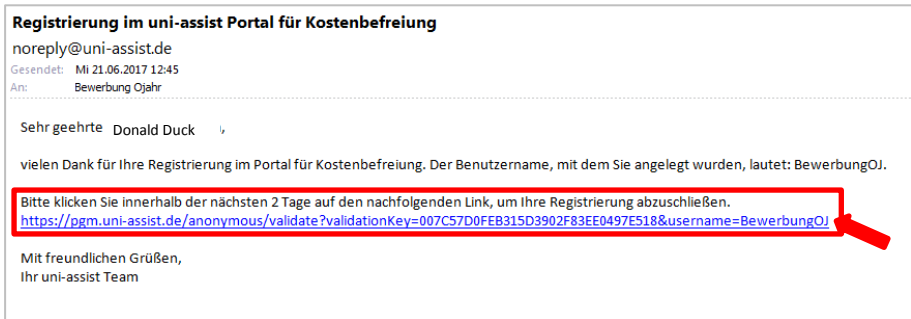 Registrierung im uni-assist Portal für Kostenbefreiung
noreply@uni-assist.de
Gesendet: Mi 21.06.2017 12:45
An: Bewerbung Ojahr
Sehr geehrte Donald Duck ,
vielen Dank für Ihre Registrierung im Portal für Kostenbefreiung. Der Benutzername, mit dem Sie angelegt wurden, lautet: BewerbungOJ.
Bitte klicken Sie innerhalb der nächsten 2 Tage auf den nachfolgenden Link, um Ihre Registrierung abzuschließen.
https://pgm.uni-assist.de/anonymous/validate?validationKey=007C57D0FEB315D3902F83EE0497E518&username=BewerbungOJ
Mit freundlichen Grüßen,
Ihr uni-assist Team